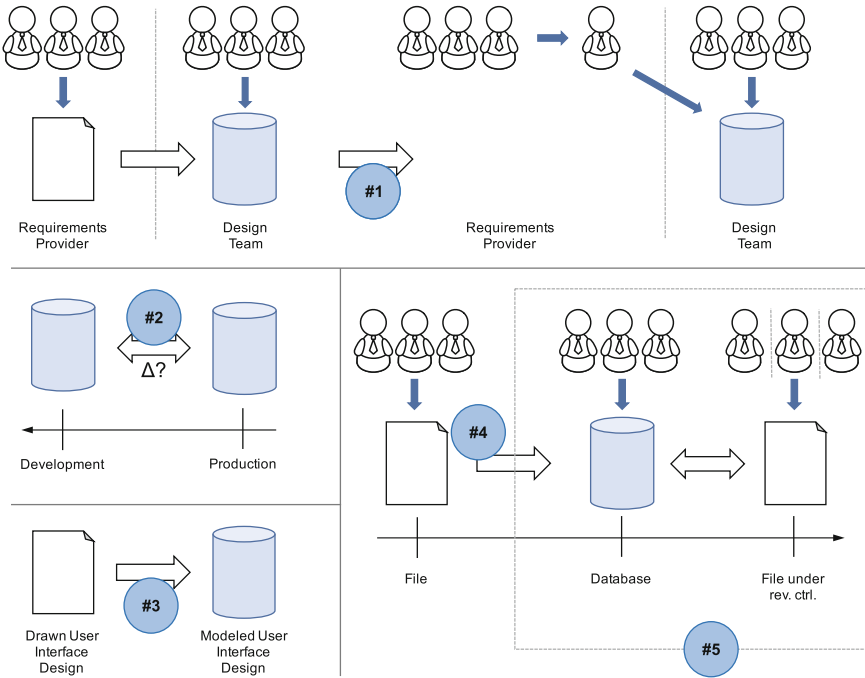 #1
Requirements
Provider
Design
Team
Requirements
Provider
Design
Team
#2
Δ?
Development
Production
#3
Drawn User
Interface
Design
Modeled User
Interface
Design
#4
File
Database
File under
rev. ctrl.
#5